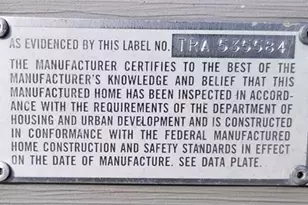 AS EVIDENCED BY THIS LABEL NO. TRA 535584
THE MANUFACTURER CERTIFIES TO THE BEST OF THE
MANUFACTURER'S KNOWLEDGE AND BELIEF THAT THIS
MANUFACTURED HOME HAS BEEN INSPECTED IN ACCORD-
ANCE WITH THE REQUIREMENTS OF THE DEPARTMENT OF
HOUSING AND URBAN DEVELOPMENT AND IS CONSTRUCTED
IN CONFORMANCE WITH THE FEDERAL MANUFACTURED
HOME CONSTRUCTION AND SAFETY STANDARDS IN EFFECT
ON THE DATE OF MANUFACTURE. SEE DATA PLATE.